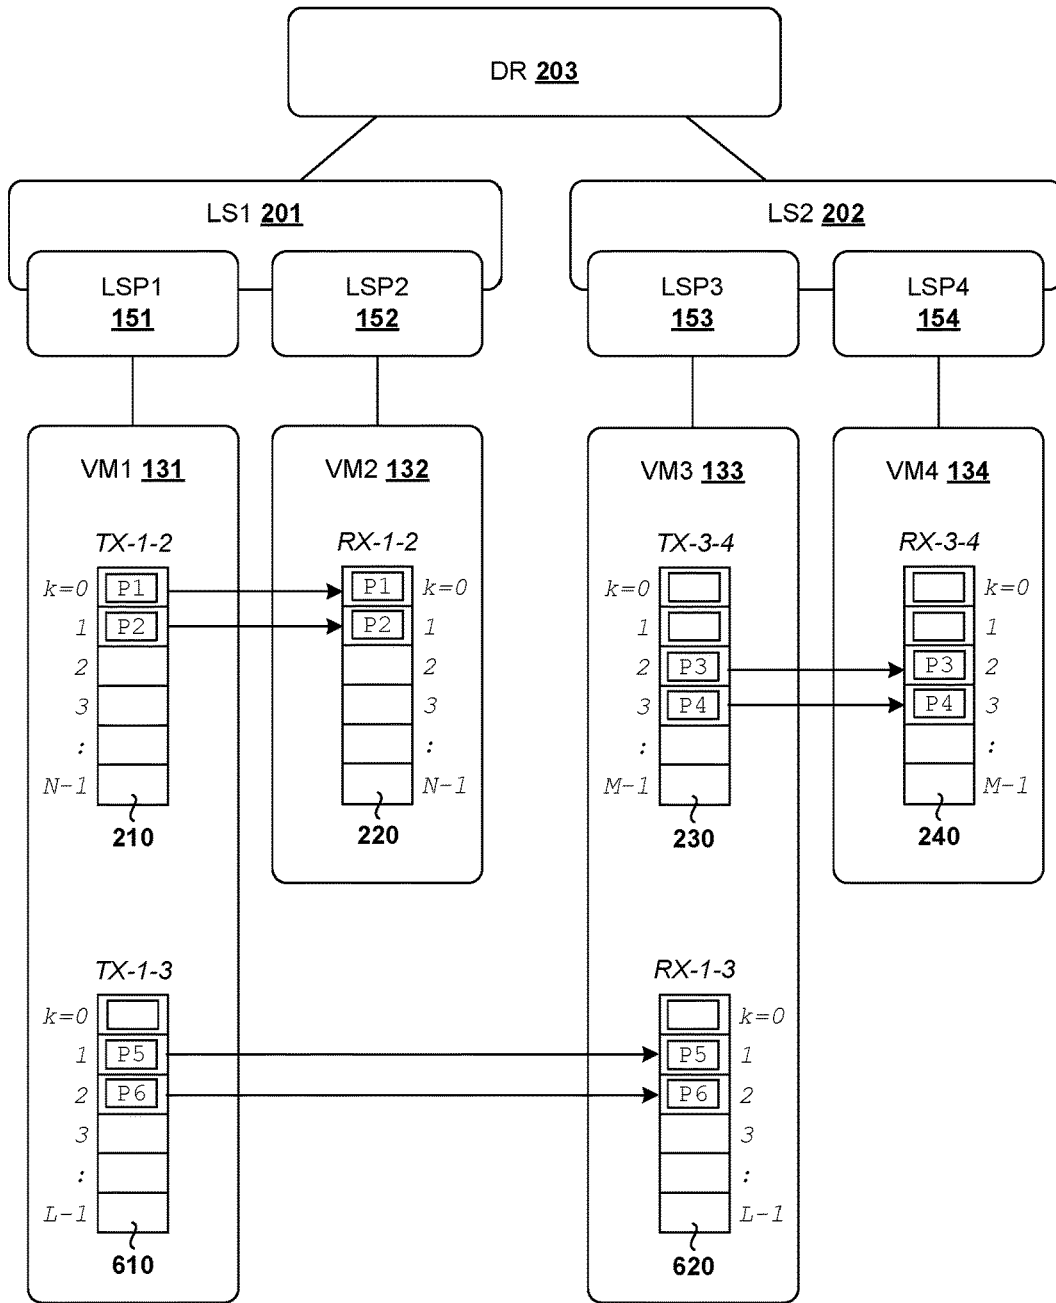 DR 203
LS1 201
LS2 202
LSP1
151
LSP2
152
LSP3
153
LSP4
154
VM1 131
VM2 132
VM3 133
VM4 134
TX-1-2
RX-1-2
TX-3-4
RX-3-4
k=0 P1 P1 k=0 k=0 k=0
1 P2 P2 1 1 1
2 2 2 P3 P3 2
3 3 3 P4 P4 3
: : : :
N-1 N-1 M-1 M-1
210
220
230
240
TX-1-3
RX-1-3
k=0 k=0
1 P5 P5 1
2 P6 P6 2
3 3
: :
L-1 L-1
610
620